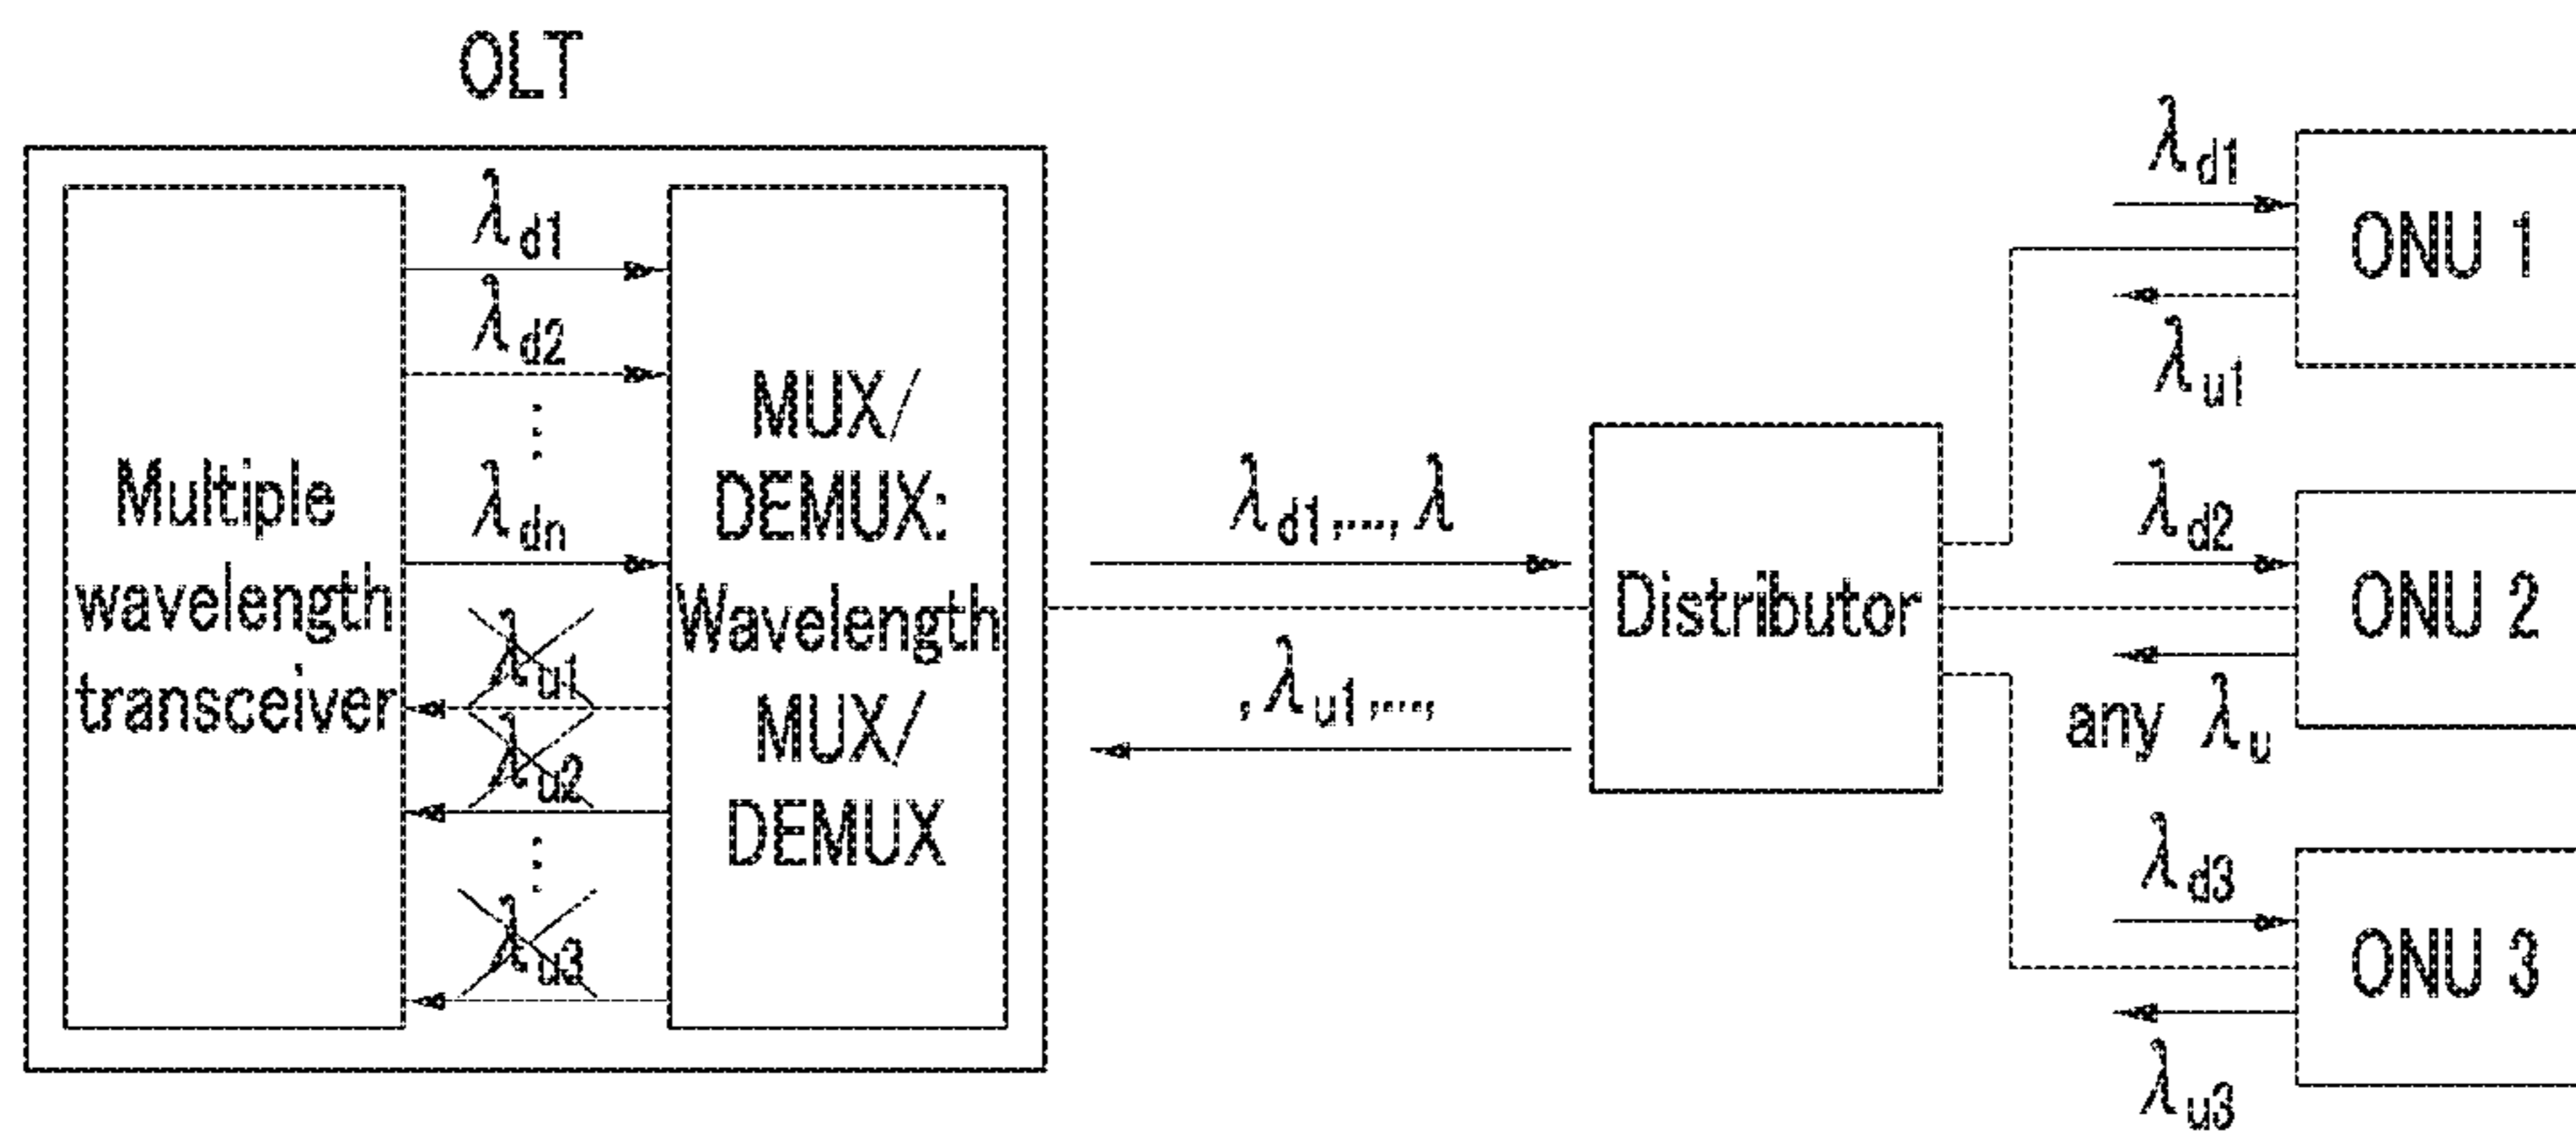 OLT
λd1
λd2
⋮
λdn
λu1
λu2
⋮
λu3
Multiple
wavelength
transceiver
MUX/
DEMUX:
Wavelength
MUX/
DEMUX
λd1,...., λ
, λu1,....,
Distributor
λd1
ONU 1
λu1
λd2
ONU 2
any λu
λd3
ONU 3
λu3